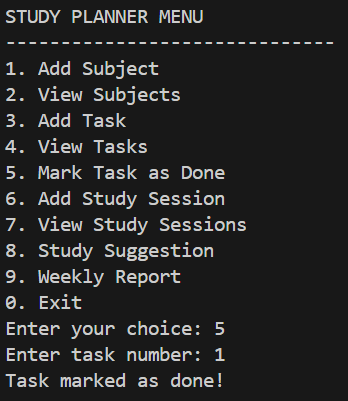 STUDY PLANNER MENU
------------------------------
1. Add Subject
2. View Subjects
3. Add Task
4. View Tasks
5. Mark Task as Done
6. Add Study Session
7. View Study Sessions
8. Study Suggestion
9. Weekly Report
0. Exit
Enter your choice: 5
Enter task number: 1
Task marked as done!